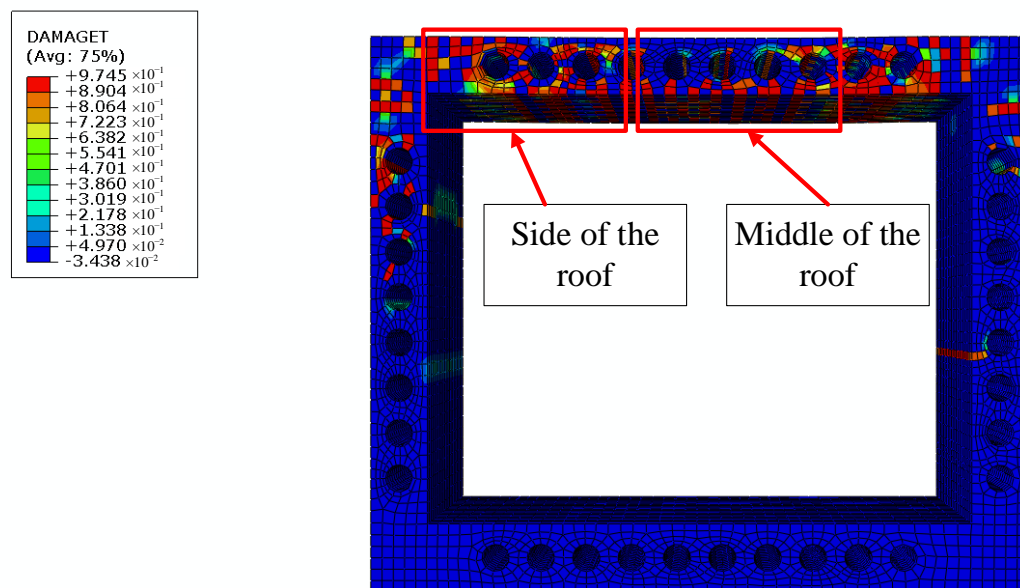 DAMAGET
(Avg: 75%)
+9.745 ×10⁻¹
+8.904 ×10⁻¹
+8.064 ×10⁻¹
+7.223 ×10⁻¹
+6.382 ×10⁻¹
+5.541 ×10⁻¹
+4.701 ×10⁻¹
+3.860 ×10⁻¹
+3.019 ×10⁻¹
+2.178 ×10⁻¹
+1.338 ×10⁻¹
+4.970 ×10⁻²
-3.438 ×10⁻²
Side of the
roof
Middle of the
roof